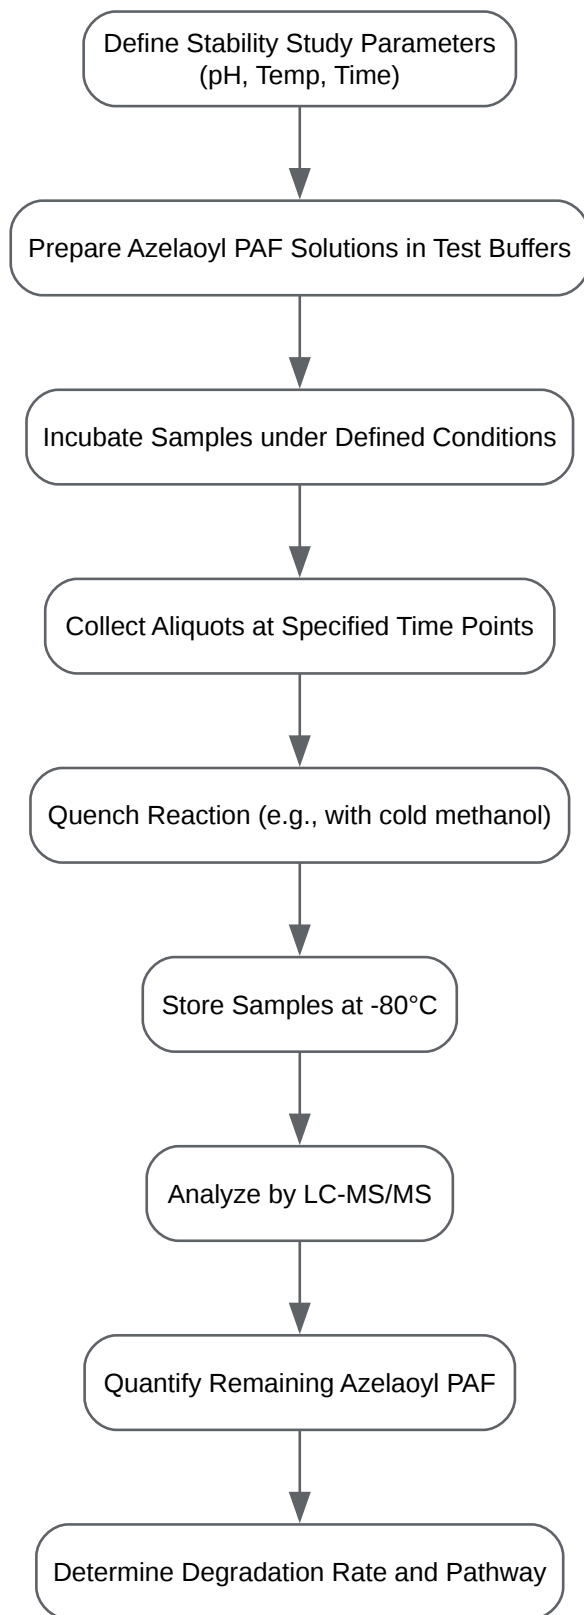 Define Stability Study Parameters
(pH, Temp, Time)
Prepare Azelaoyl PAF Solutions in Test Buffers
Incubate Samples under Defined Conditions
Collect Aliquots at Specified Time Points
Quench Reaction (e.g., with cold methanol)
Store Samples at -80°C
Analyze by LC-MS/MS
Quantify Remaining Azelaoyl PAF
Determine Degradation Rate and Pathway